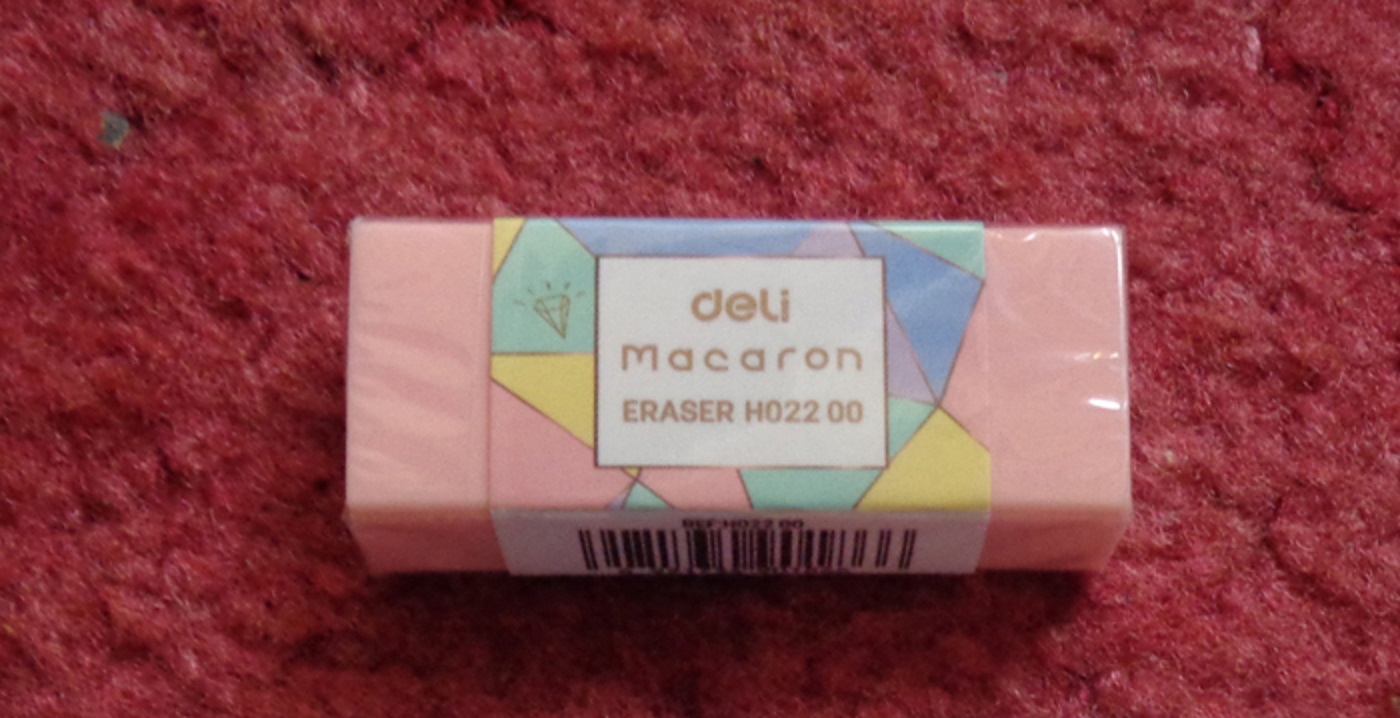 deli
Macaron
ERASER H022 00
REF:H022 00